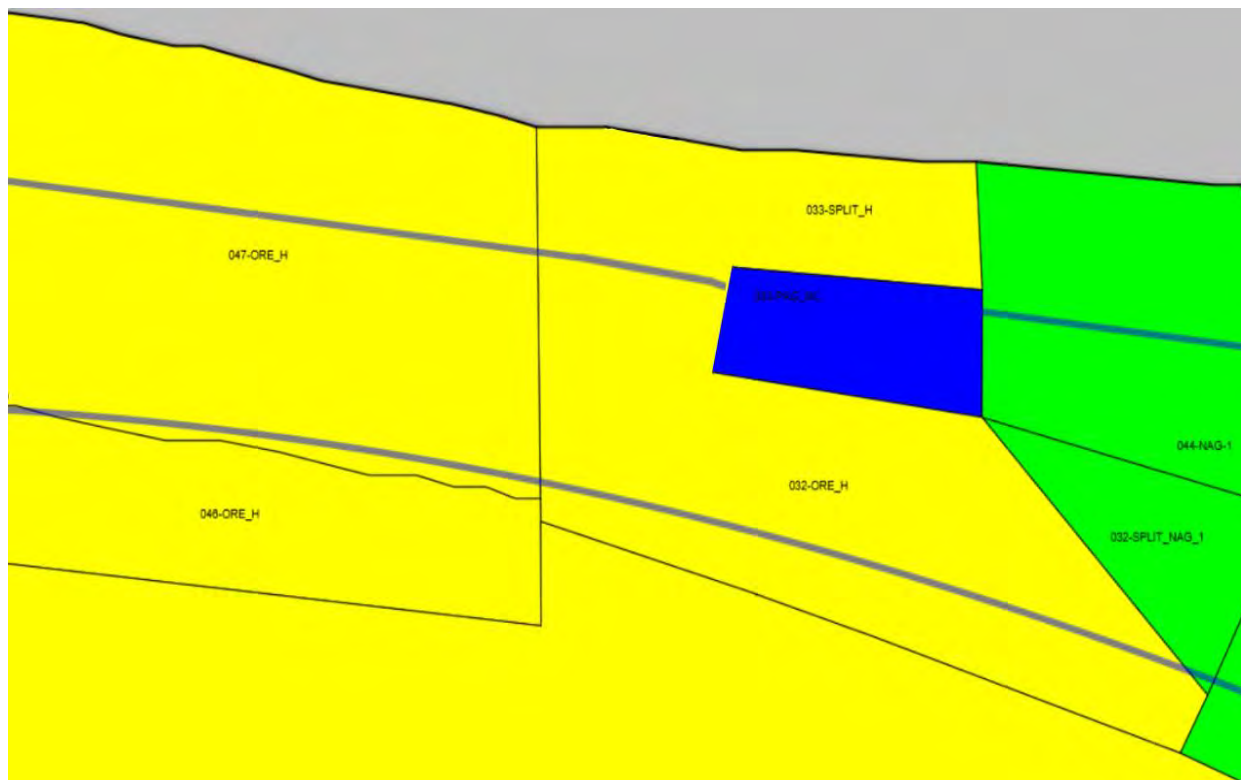 033-SPLIT_H
047-ORE_H
044-NAG-1
032-ORE_H
046-ORE_H
032-SPLIT_NAG_1